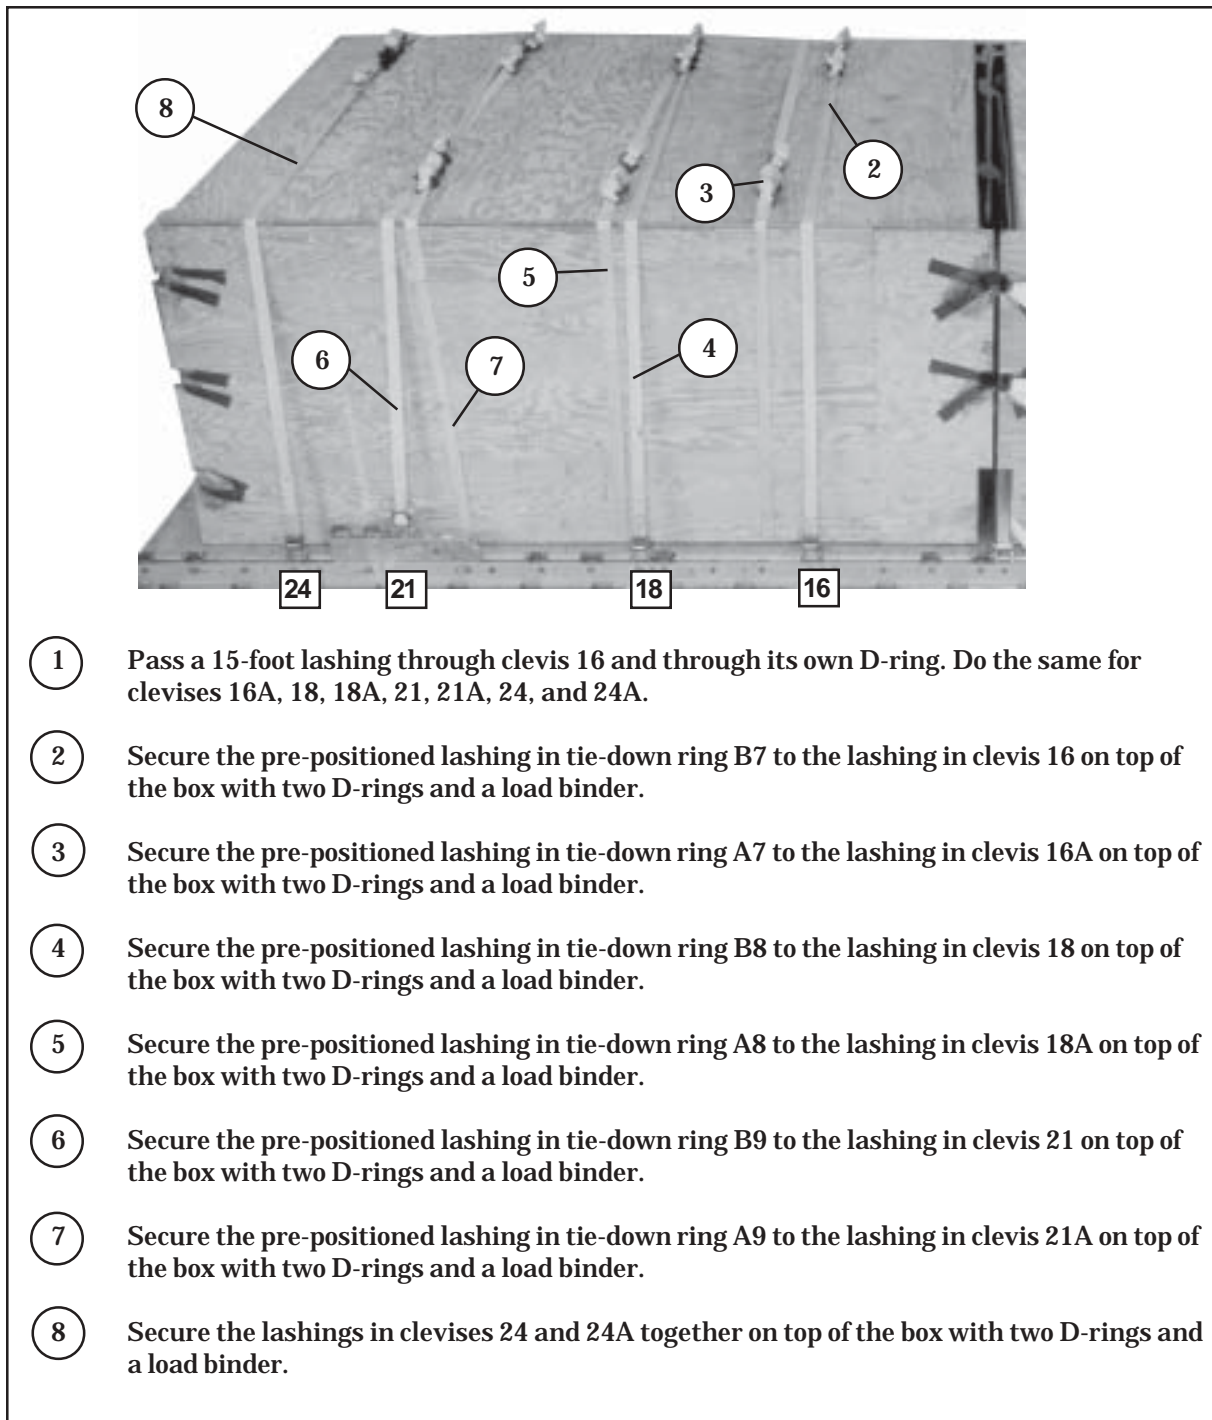 8
2
3
5
4
6
7
24
21
18
16
1
Pass a 15-foot lashing through clevis 16 and through its own D-ring. Do the same for
clevises 16A, 18, 18A, 21, 21A, 24, and 24A.
2
Secure the pre-positioned lashing in tie-down ring B7 to the lashing in clevis 16 on top of
the box with two D-rings and a load binder.
3
Secure the pre-positioned lashing in tie-down ring A7 to the lashing in clevis 16A on top of
the box with two D-rings and a load binder.
4
Secure the pre-positioned lashing in tie-down ring B8 to the lashing in clevis 18 on top of
the box with two D-rings and a load binder.
5
Secure the pre-positioned lashing in tie-down ring A8 to the lashing in clevis 18A on top of
the box with two D-rings and a load binder.
6
Secure the pre-positioned lashing in tie-down ring B9 to the lashing in clevis 21 on top of
the box with two D-rings and a load binder.
7
Secure the pre-positioned lashing in tie-down ring A9 to the lashing in clevis 21A on top of
the box with two D-rings and a load binder.
8
Secure the lashings in clevises 24 and 24A together on top of the box with two D-rings and
a load binder.